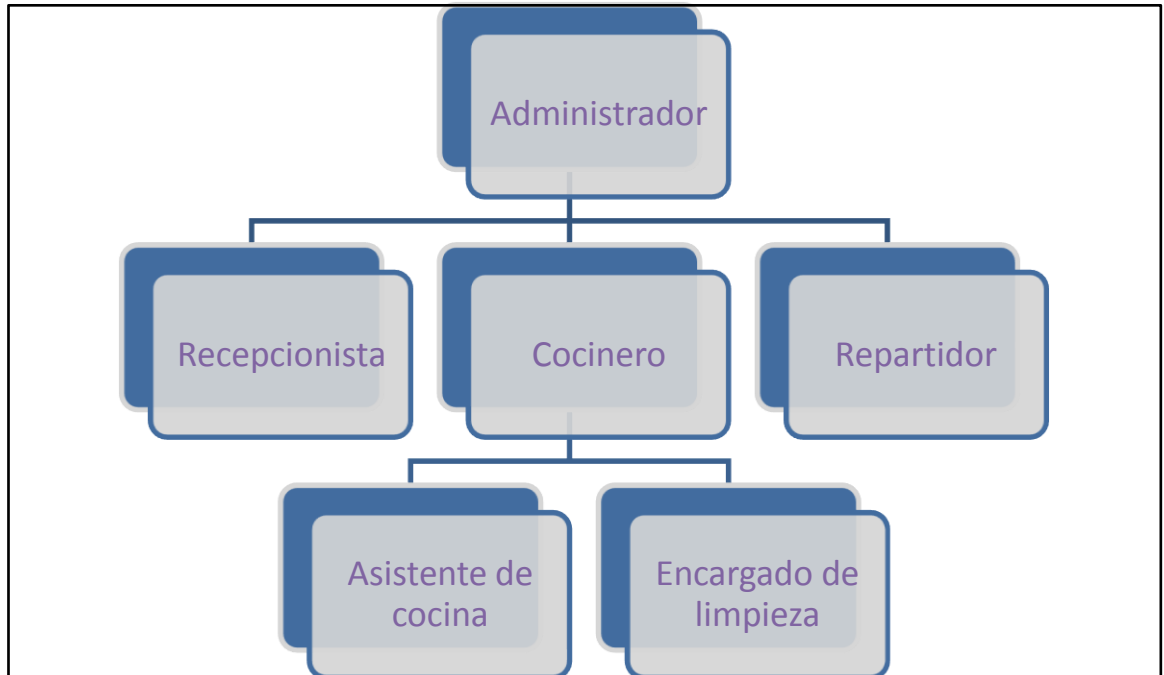 Administrador
Recepcionista
Cocinero
Repartidor
Asistente de
cocina
Encargado de
limpieza